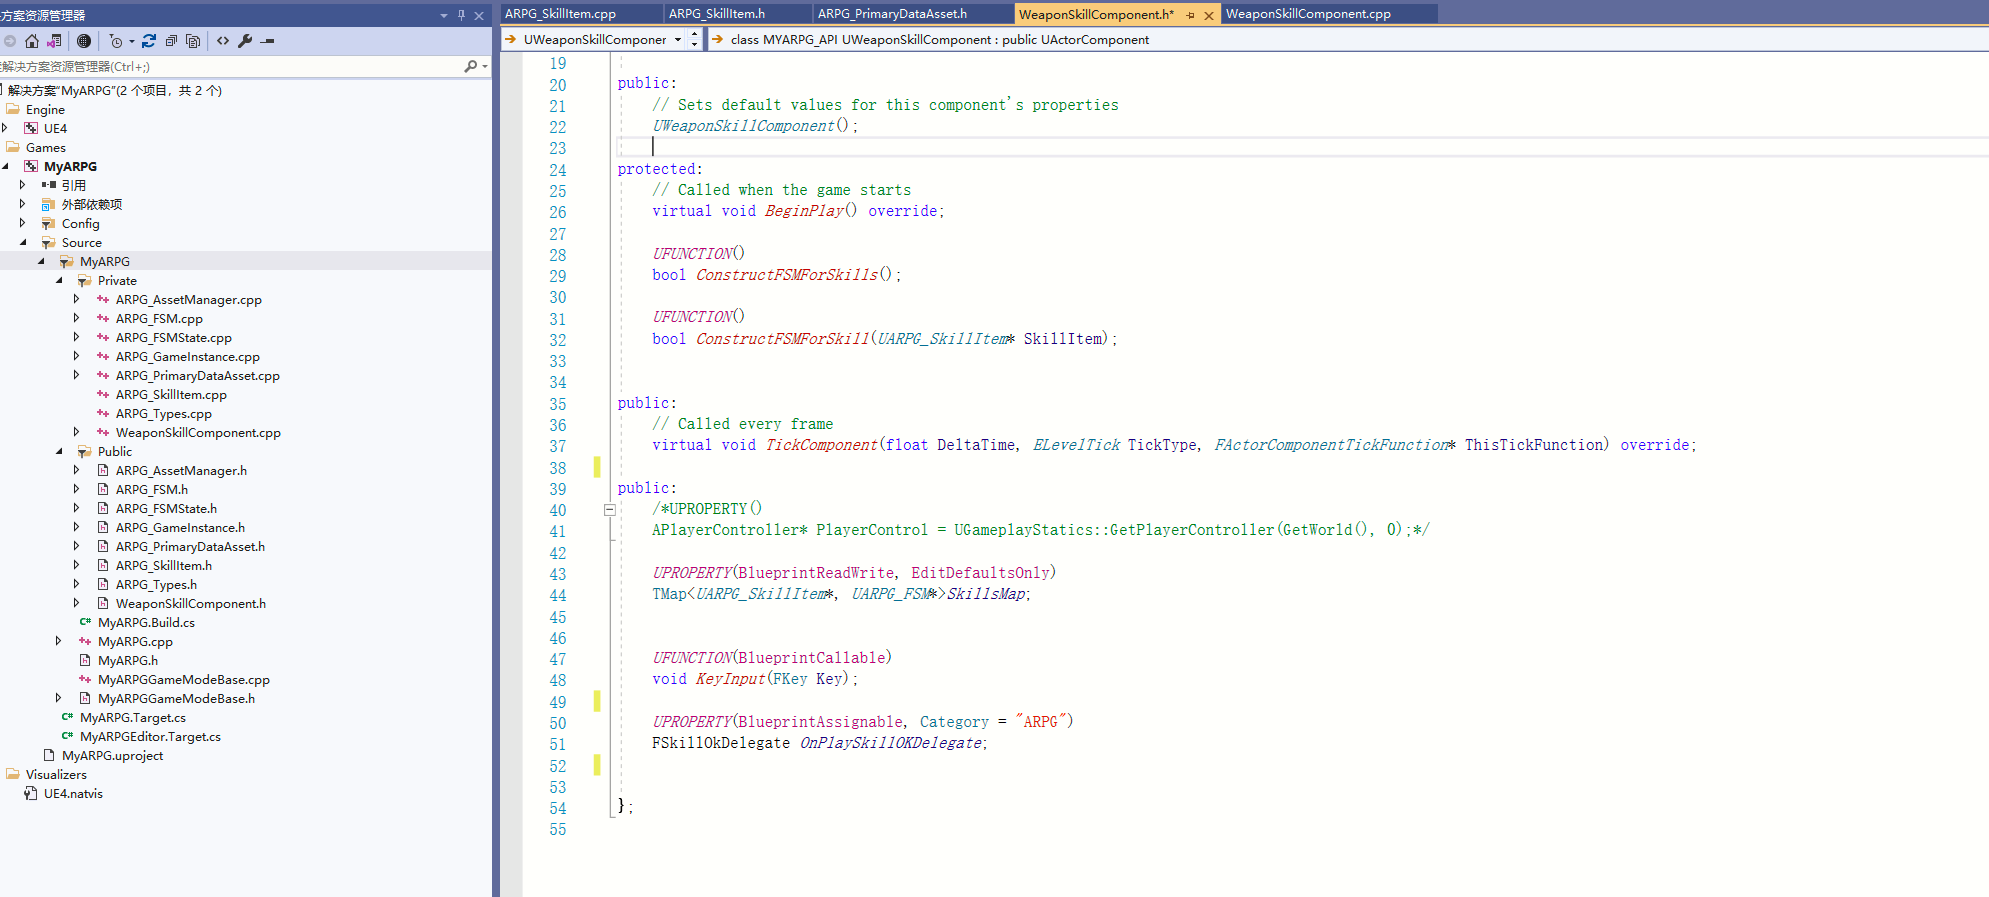 方案资源管理器
解决方案资源管理器(Ctrl+;)
解决方案"MyARPG"(2 个项目，共 2 个)
Engine
UE4
Games
MyARPG
引用
外部依赖项
Config
Source
MyARPG
Private
ARPG_AssetManager.cpp
ARPG_FSM.cpp
ARPG_FSMState.cpp
ARPG_GameInstance.cpp
ARPG_PrimaryDataAsset.cpp
ARPG_SkillItem.cpp
ARPG_Types.cpp
WeaponSkillComponent.cpp
Public
ARPG_AssetManager.h
ARPG_FSM.h
ARPG_FSMState.h
ARPG_GameInstance.h
ARPG_PrimaryDataAsset.h
ARPG_SkillItem.h
ARPG_Types.h
WeaponSkillComponent.h
MyARPG.Build.cs
MyARPG.cpp
MyARPG.h
MyARPGGameModeBase.cpp
MyARPGGameModeBase.h
MyARPG.Target.cs
MyARPGEditor.Target.cs
MyARPG.uproject
Visualizers
UE4.natvis
ARPG_SkillItem.cpp ARPG_SkillItem.h ARPG_PrimaryDataAsset.h WeaponSkillComponent.h* WeaponSkillComponent.cpp
UWeaponSkillComponer class MYARPG_API UWeaponSkillComponent : public UActorComponent
19
20 public:
21 // Sets default values for this component's properties
22 UWeaponSkillComponent();
23
24 protected:
25 // Called when the game starts
26 virtual void BeginPlay() override;
27
28 UFUNCTION()
29 bool ConstructFSMForSkills();
30
31 UFUNCTION()
32 bool ConstructFSMForSkill(UARPG_SkillItem* SkillItem);
33
34
35 public:
36 // Called every frame
37 virtual void TickComponent(float DeltaTime, ELevelTick TickType, FActorComponentTickFunction* ThisTickFunction) override;
38
39 public:
40 /*UPROPERTY()
41 APlayerController* PlayerControl = UGameplayStatics::GetPlayerController(GetWorld(), 0);*/
42
43 UPROPERTY(BlueprintReadWrite, EditDefaultsOnly)
44 TMap<UARPG_SkillItem*, UARPG_FSM*>SkillsMap;
45
46
47 UFUNCTION(BlueprintCallable)
48 void KeyInput(FKey Key);
49
50 UPROPERTY(BlueprintAssignable, Category = "ARPG")
51 FSkillOkDelegate OnPlaySkillOKDelegate;
52
53
54 };
55